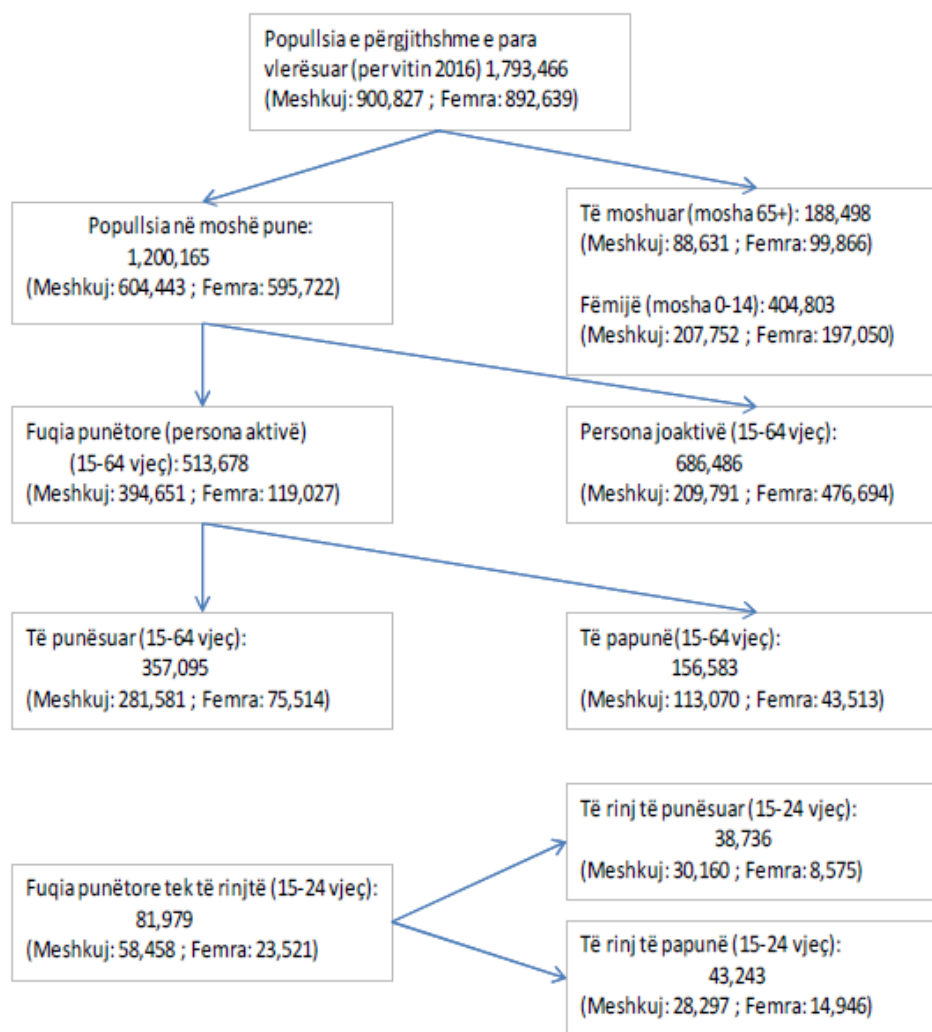 Popullsia e përgjithshme e para
vlerësuar (per vitin 2016) 1,793,466
(Meshkuj: 900,827 ; Femra: 892,639)
Popullsia në moshë pune:
1,200,165
(Meshkuj: 604,443 ; Femra: 595,722)
Të moshuar (mosha 65+): 188,498
(Meshkuj: 88,631 ; Femra: 99,866)
Fëmijë (mosha 0-14): 404,803
(Meshkuj: 207,752 ; Femra: 197,050)
Fuqia punëtore (persona aktivë)
(15-64 vjeç): 513,678
(Meshkuj: 394,651 ; Femra: 119,027)
Persona joaktivë (15-64 vjeç):
686,486
(Meshkuj: 209,791 ; Femra: 476,694)
Të punësuar (15-64 vjeç):
357,095
(Meshkuj: 281,581 ; Femra: 75,514)
Të papunë (15-64 vjeç):
156,583
(Meshkuj: 113,070 ; Femra: 43,513)
Fuqia punëtore tek të rinjtë (15-24 vjeç):
81,979
(Meshkuj: 58,458 ; Femra: 23,521)
Të rinj të punësuar (15-24 vjeç):
38,736
(Meshkuj: 30,160 ; Femra: 8,575)
Të rinj të papunë (15-24 vjeç):
43,243
(Meshkuj: 28,297 ; Femra: 14,946)